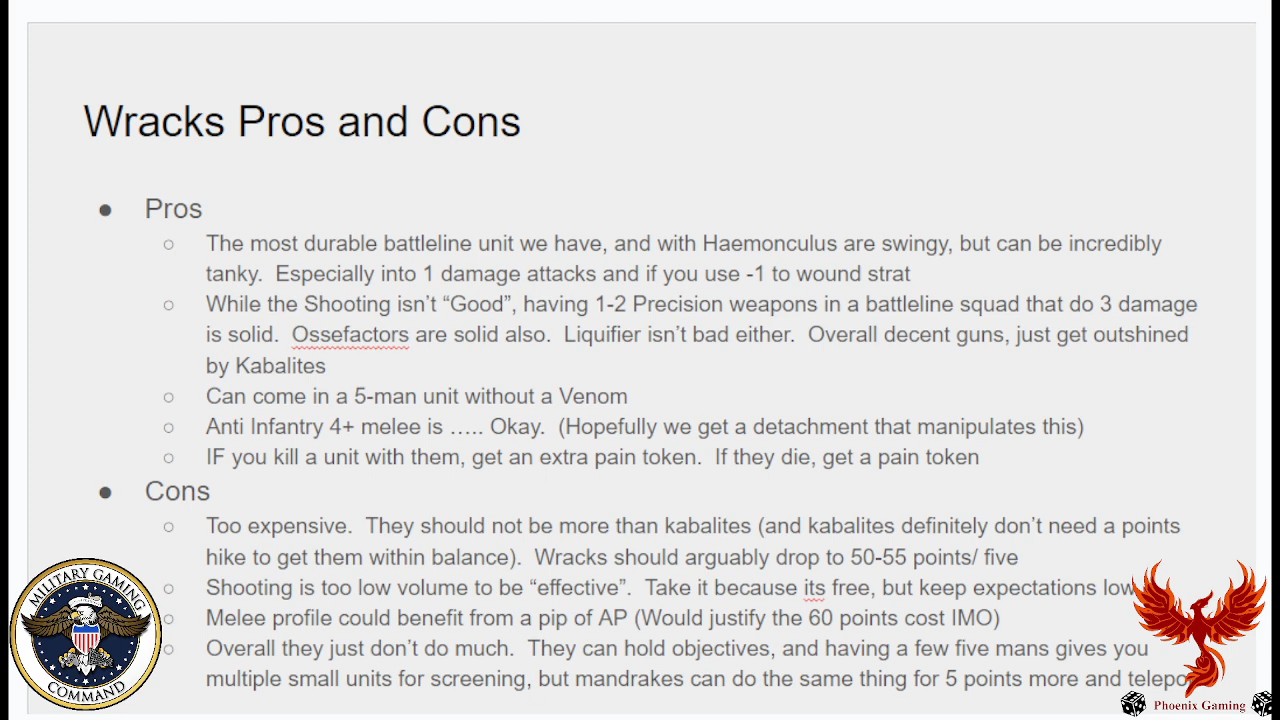 Wracks Pros and Cons
● Pros
○ The most durable battleline unit we have, and with Haemonculus are swingy, but can be incredibly
tanky.  Especially into 1 damage attacks and if you use -1 to wound strat
○ While the Shooting isn't “Good”, having 1-2 Precision weapons in a battleline squad that do 3 damage
is solid.  Ossefactors are solid also.  Liquifier isn't bad either.  Overall decent guns, just get outshined
by Kabalites
○ Can come in a 5-man unit without a Venom
○ Anti Infantry 4+ melee is ….. Okay.  (Hopefully we get a detachment that manipulates this)
○ IF you kill a unit with them, get an extra pain token.  If they die, get a pain token
● Cons
○ Too expensive.  They should not be more than kabalites (and kabalites definitely don't need a points
hike to get them within balance).  Wracks should arguably drop to 50-55 points/ five
○ Shooting is too low volume to be “effective”.  Take it because its free, but keep expectations low
○ Melee profile could benefit from a pip of AP (Would justify the 60 points cost IMO)
○ Overall they just don't do much.  They can hold objectives, and having a few five mans gives you
multiple small units for screening, but mandrakes can do the same thing for 5 points more and telepo
MILITARY GAMING
COMMAND
Phoenix Gaming